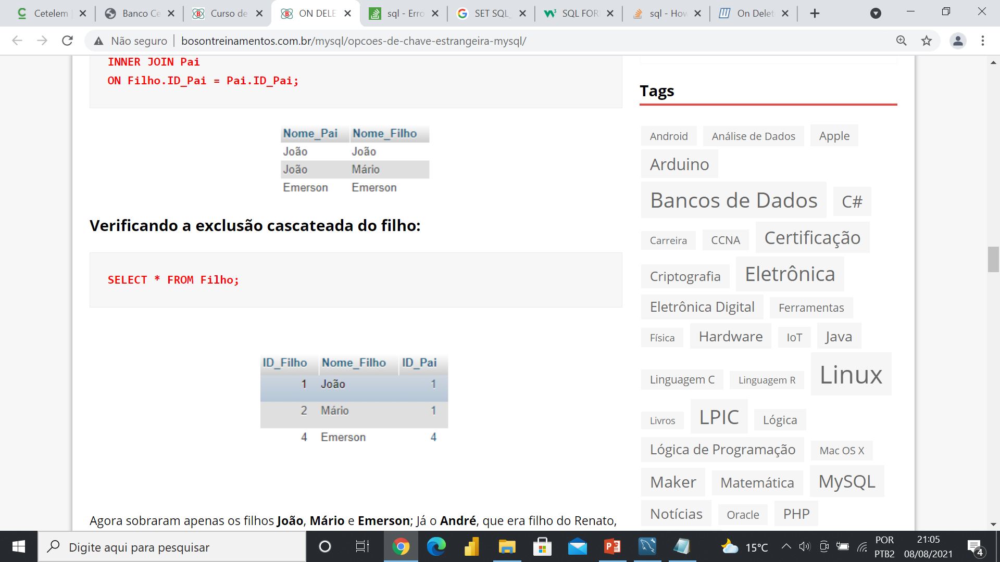 Cetelem
Banco Ce
Curso de
ON DELE
sql - Erro
SET SQL_
SQL FOR
sql - How
On Delet
Não seguro
bosontreinamentos.com.br/mysql/opcoes-de-chave-estrangeira-mysql/
INNER JOIN Pai
ON Filho.ID_Pai = Pai.ID_Pai;
Nome_Pai Nome_Filho
João João
João Mário
Emerson Emerson
Verificando a exclusão cascateada do filho:
SELECT * FROM Filho;
ID_Filho Nome_Filho ID_Pai
1 João 1
2 Mário 1
4 Emerson 4
Agora sobraram apenas os filhos João, Mário e Emerson; Já o André, que era filho do Renato,
Tags
Android Análise de Dados Apple
Arduino
Bancos de Dados C#
Carreira CCNA Certificação
Criptografia Eletrônica
Eletrônica Digital Ferramentas
Física Hardware IoT Java
Linguagem C Linguagem R Linux
Livros LPIC Lógica
Lógica de Programação Mac OS X
Maker Matemática MySQL
Notícias Oracle PHP
Digite aqui para pesquisar
15°C
POR
PTB2
21:05
08/08/2021
4